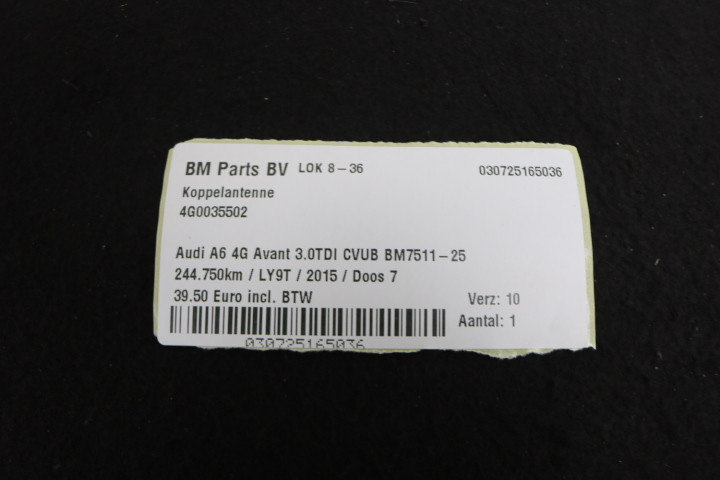 BM Parts BV LOK 8-36 030725165036
Koppelantenne
4G0035502
Audi A6 4G Avant 3.0TDI CVUB BM7511-25
244.750km / LY9T / 2015 / Doos 7
39.50 Euro incl. BTW Verz: 10
Aantal: 1
030725165036